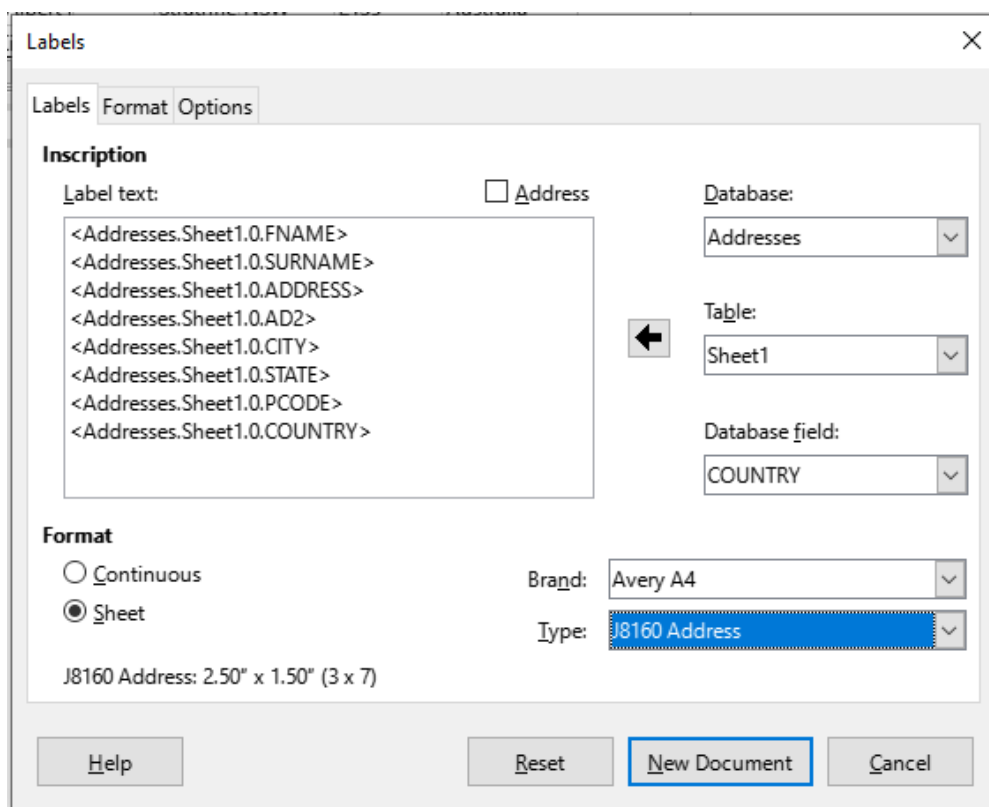 Labels
Labels Format Options
Inscription
Label text:
Address
Database:
<Addresses.Sheet1.0.FNAME>
<Addresses.Sheet1.0.SURNAME>
<Addresses.Sheet1.0.ADDRESS>
<Addresses.Sheet1.0.AD2>
<Addresses.Sheet1.0.CITY>
<Addresses.Sheet1.0.STATE>
<Addresses.Sheet1.0.PCODE>
<Addresses.Sheet1.0.COUNTRY>
Addresses
Table:
Sheet1
Database field:
COUNTRY
Format
Continuous
Sheet
Brand: Avery A4
Type: J8160 Address
J8160 Address: 2.50" x 1.50" (3 x 7)
Help Reset New Document Cancel